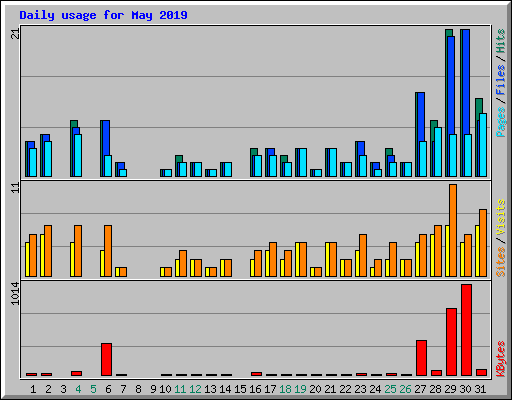 Daily usage for May 2019
21
Pages / Files / Hits
11
Sites / Visits
1014
KBytes
1 2 3 4 5 6 7 8 9 10 11 12 13 14 15 16 17 18 19 20 21 22 23 24 25 26 27 28 29 30 31